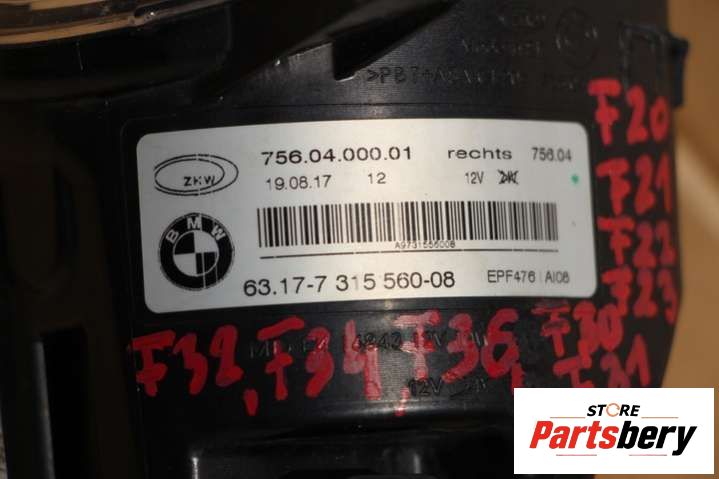 >PBT+ASA
F20
756.04.000.01 rechts 756.04
ZKW
19.08.17 12 12V
F21
BMW
A9731556008
F22
63.17-7 315 560-08 EPF476 AI08
F23
F32, F34, F36, F30
12V F31
STORE
Partsbery